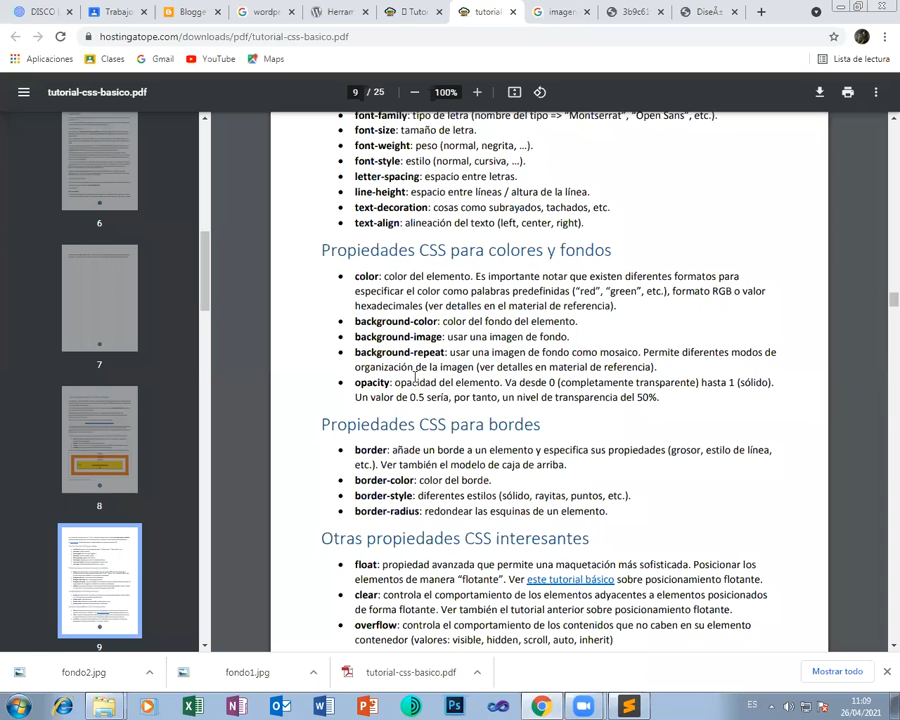 DISCO
Trabajo
Blogge
wordpr
Herram
Tuto
tutorial
image
3b9c61
DiseÃ±
hostingatope.com/downloads/pdf/tutorial-css-basico.pdf
Aplicaciones
Clases
Gmail
YouTube
Maps
Lista de lectura
tutorial-css-basico.pdf
9 / 25
100%
6
7
8
9
font-family: tipo de letra (nombre del tipo => "Montserrat", "Open Sans", etc.).
font-size: tamaño de letra.
font-weight: peso (normal, negrita, ...).
font-style: estilo (normal, cursiva, ...).
letter-spacing: espacio entre letras.
line-height: espacio entre líneas / altura de la línea.
text-decoration: cosas como subrayados, tachados, etc.
text-align: alineación del texto (left, center, right).
Propiedades CSS para colores y fondos
color: color del elemento. Es importante notar que existen diferentes formatos para
especificar el color como palabras predefinidas ("red", "green", etc.), formato RGB o valor
hexadecimales (ver detalles en el material de referencia).
background-color: color del fondo del elemento.
background-image: usar una imagen de fondo.
background-repeat: usar una imagen de fondo como mosaico. Permite diferentes modos de
organización de la imagen (ver detalles en material de referencia).
opacity: opacidad del elemento. Va desde 0 (completamente transparente) hasta 1 (sólido).
Un valor de 0.5 sería, por tanto, un nivel de transparencia del 50%.
Propiedades CSS para bordes
border: añade un borde a un elemento y especifica sus propiedades (grosor, estilo de línea,
etc.). Ver también el modelo de caja de arriba.
border-color: color del borde.
border-style: diferentes estilos (sólido, rayitas, puntos, etc.).
border-radius: redondear las esquinas de un elemento.
Otras propiedades CSS interesantes
float: propiedad avanzada que permite una maquetación más sofisticada. Posicionar los
elementos de manera "flotante". Ver este tutorial básico sobre posicionamiento flotante.
clear: controla el comportamiento de los elementos adyacentes a elementos posicionados
de forma flotante. Ver también el tutorial anterior sobre posicionamiento flotante.
overflow: controla el comportamiento de los contenidos que no caben en su elemento
contenedor (valores: visible, hidden, scroll, auto, inherit)
fondo2.jpg
fondo1.jpg
tutorial-css-basico.pdf
Mostrar todo
ES
11:09
26/04/2021